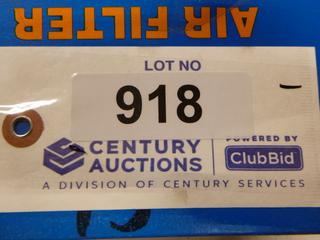 AIR FILTER
LOT NO
918
CENTURY
AUCTIONS
POWERED BY
ClubBid
A DIVISION OF CENTURY SERVICES